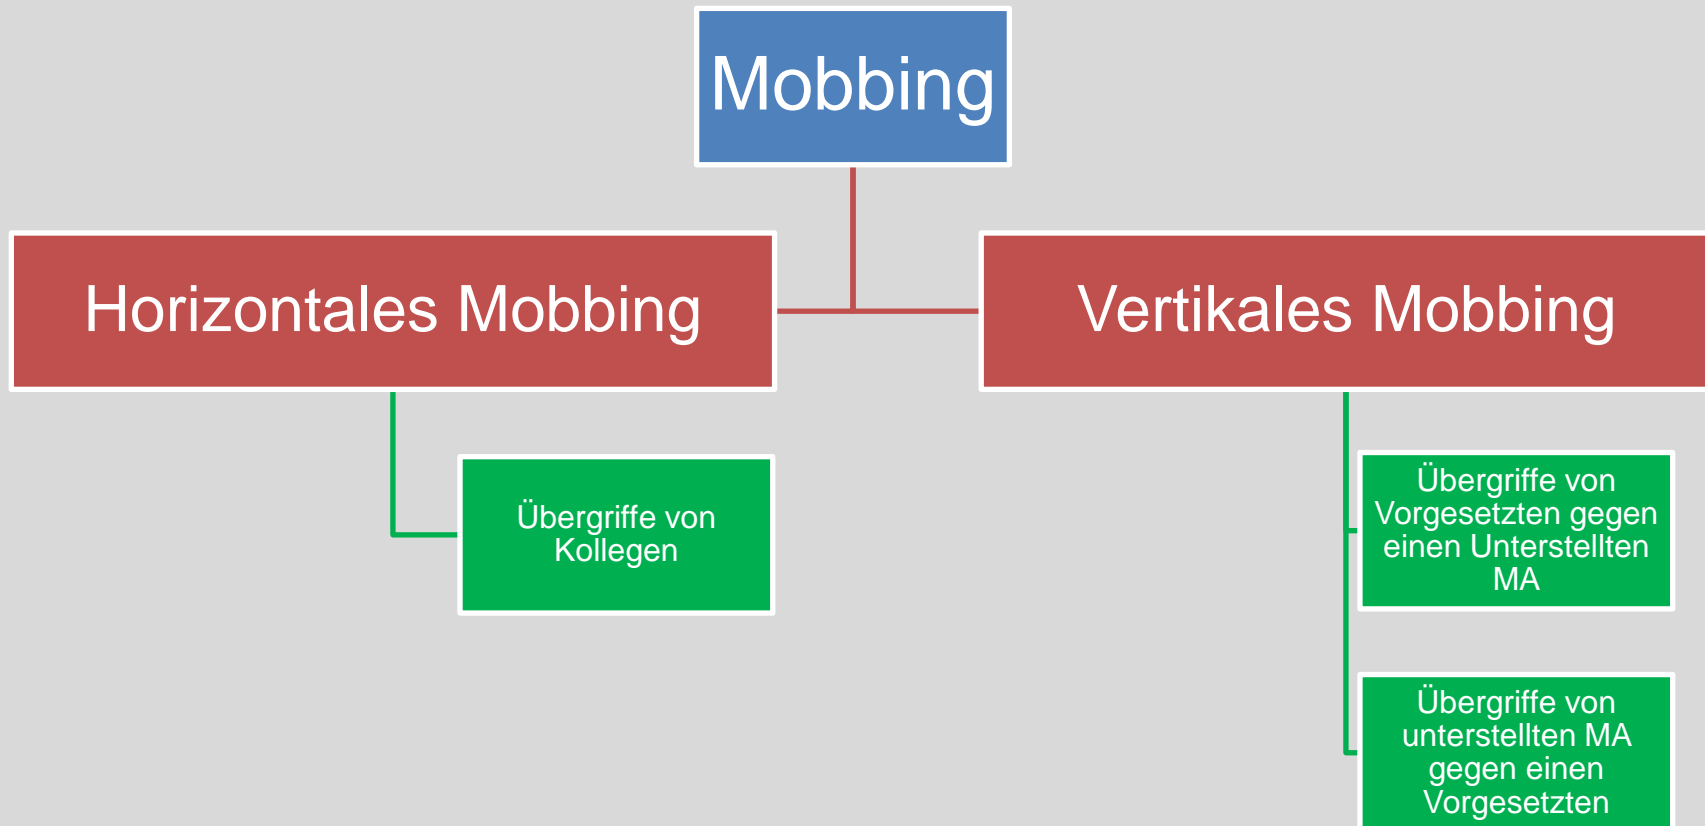 Mobbing
Horizontales Mobbing
Vertikales Mobbing
Übergriffe von
Kollegen
Übergriffe von
Vorgesetzten gegen
einen Unterstellten
MA
Übergriffe von
unterstellten MA
gegen einen
Vorgesetzten